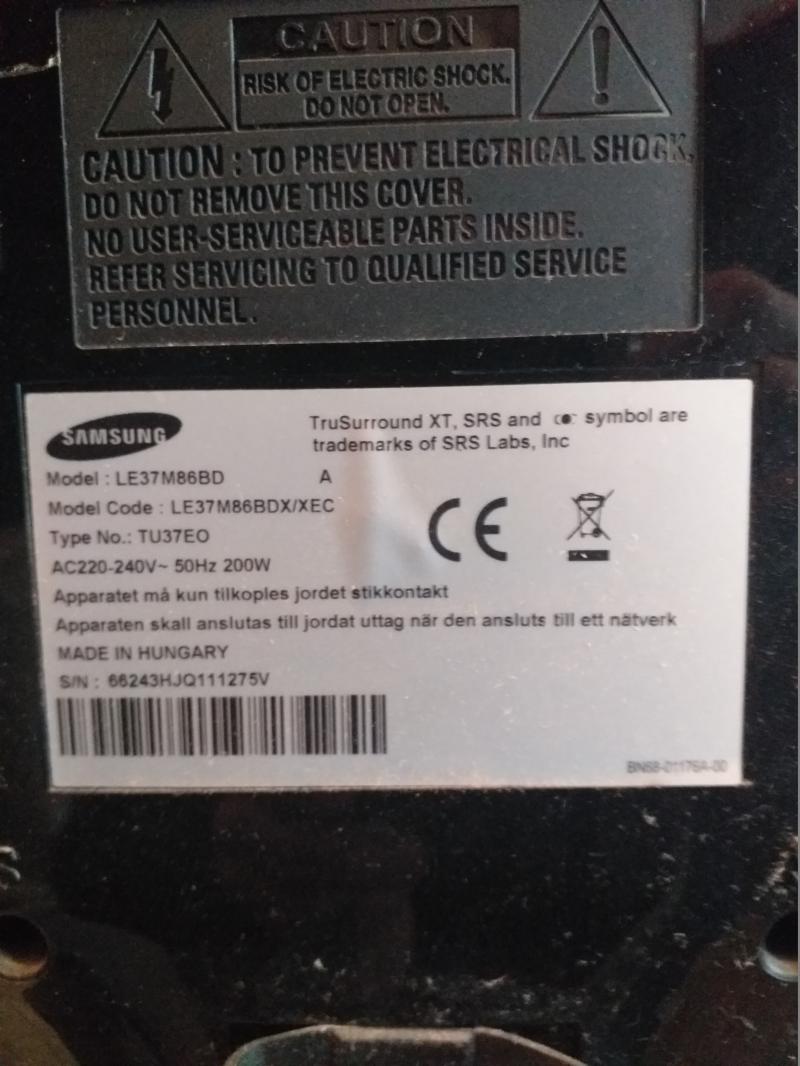 CAUTION
RISK OF ELECTRIC SHOCK.
DO NOT OPEN.
CAUTION : TO PREVENT ELECTRICAL SHOCK,
DO NOT REMOVE THIS COVER.
NO USER-SERVICEABLE PARTS INSIDE.
REFER SERVICING TO QUALIFIED SERVICE
PERSONNEL.
SAMSUNG
TruSurround XT, SRS and symbol are
trademarks of SRS Labs, Inc
Model : LE37M86BD A
Model Code : LE37M86BDX/XEC
Type No.: TU37EO
AC220-240V~ 50Hz 200W
CE
Apparatet må kun tilkoples jordet stikkontakt
Apparaten skall anslutas till jordat uttag när den ansluts till ett nätverk
MADE IN HUNGARY
S/N : 66243HJQ111275V
BN68-01176A-00